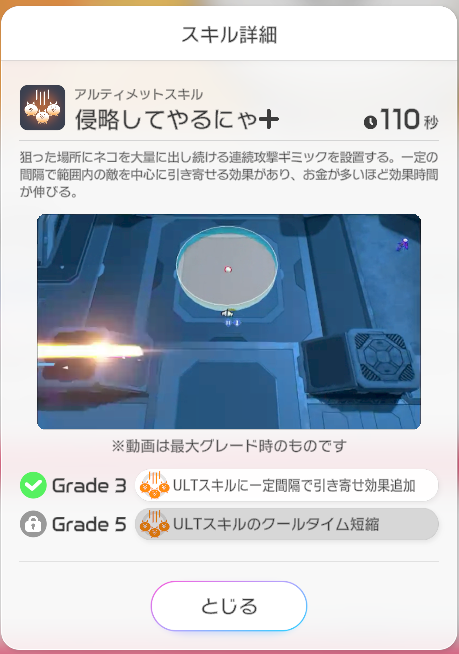 スキル詳細
アルティメットスキル
侵略してやるにゃ+
110 秒
狙った場所にネコを大量に出し続ける連続攻撃ギミックを設置する。一定の
間隔で範囲内の敵を中心に引き寄せる効果があり、お金が多いほど効果時間
が伸びる。
※動画は最大グレード時のものです
Grade 3 ULTスキルに一定間隔で引き寄せ効果追加
Grade 5 ULTスキルのクールタイム短縮
とじる